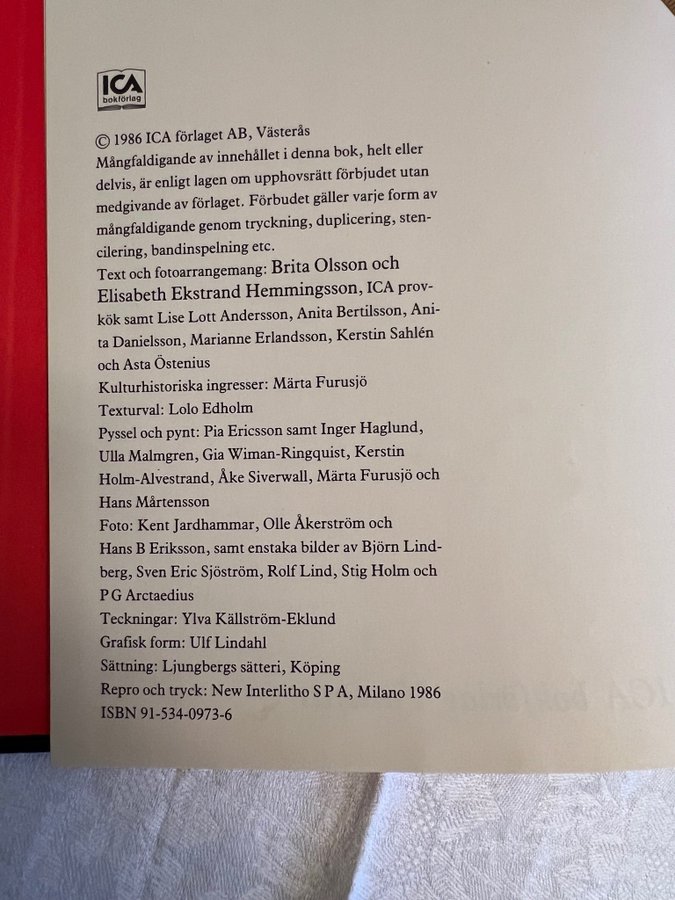 ICA
bokförlag
© 1986 ICA förlaget AB, Västerås
Mångfaldigande av innehållet i denna bok, helt eller
delvis, är enligt lagen om upphovsrätt förbjudet utan
medgivande av förlaget. Förbudet gäller varje form av
mångfaldigande genom tryckning, duplicering, sten-
cilering, bandinspelning etc.
Text och fotoarrangemang: Brita Olsson och
Elisabeth Ekstrand Hemmingsson, ICA prov-
kök samt Lise Lott Andersson, Anita Bertilsson, Ani-
ta Danielsson, Marianne Erlandsson, Kerstin Sahlén
och Asta Östenius
Kulturhistoriska ingresser: Märta Furusjö
Texturval: Lolo Edholm
Pyssel och pynt: Pia Ericsson samt Inger Haglund,
Ulla Malmgren, Gia Wiman-Ringquist, Kerstin
Holm-Alvestrand, Åke Siverwall, Märta Furusjö och
Hans Mårtensson
Foto: Kent Jardhammar, Olle Åkerström och
Hans B Eriksson, samt enstaka bilder av Björn Lind-
berg, Sven Eric Sjöström, Rolf Lind, Stig Holm och
P G Arctaedius
Teckningar: Ylva Källström-Eklund
Grafisk form: Ulf Lindahl
Sättning: Ljungbergs sätteri, Köping
Repro och tryck: New Interlitho S P A, Milano 1986
ISBN 91-534-0973-6